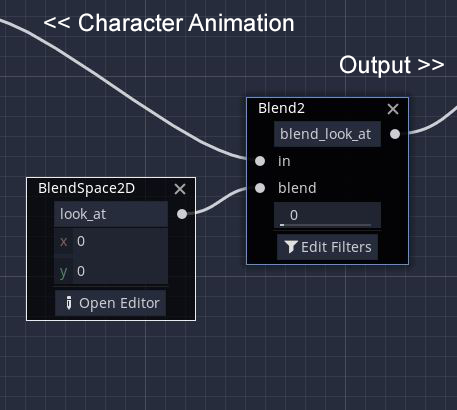 << Character Animation
Output >>
Blend2
blend_look_at
in
blend
0
Edit Filters
BlendSpace2D
look_at
x 0
y 0
Open Editor